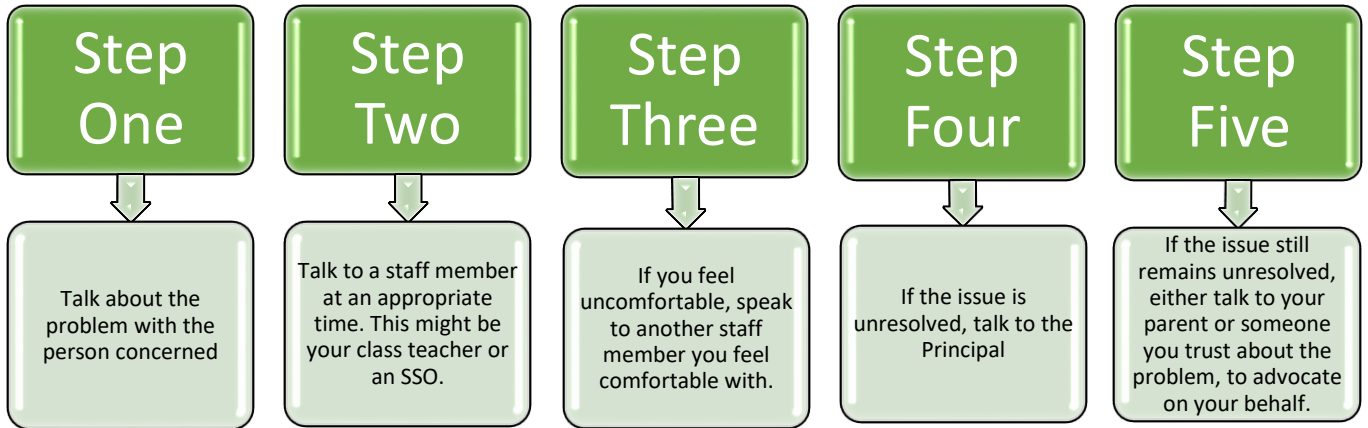 Step
One
Talk about the
problem with the
person concerned
Step
Two
Talk to a staff member
at an appropriate
time. This might be
your class teacher or
an SSO.
Step
Three
If you feel
uncomfortable, speak
to another staff
member you feel
comfortable with.
Step
Four
If the issue is
unresolved, talk to the
Principal
Step
Five
If the issue still
remains unresolved,
either talk to your
parent or someone
you trust about the
problem, to advocate
on your behalf.